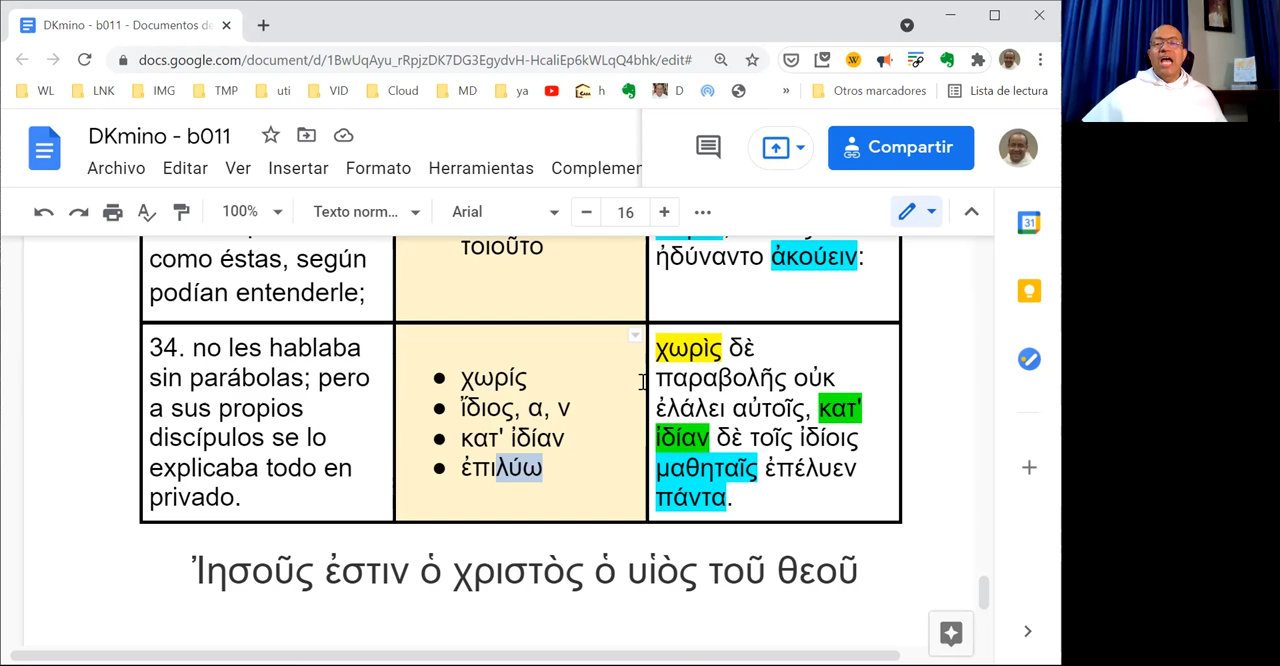 DKmino - b011 - Documentos de
docs.google.com/document/d/1BwUqAyu_rRpjzDK7DG3EgydvH-HcaliEp6kWLqQ4bhk/edit#
WL LNK IMG TMP uti VID Cloud MD ya h D » Otros marcadores Lista de lectura
DKmino - b011
Compartir
Archivo Editar Ver Insertar Formato Herramientas Complemen
100% Texto norm... Arial 16
31
como éstas, según
podían entenderle;
τοιοῦτο
ἠδύναντο ἀκούειν:
34. no les hablaba
sin parábolas; pero
a sus propios
discípulos se lo
explicaba todo en
privado.
● χωρίς
● ἴδιος, α, ν
● κατ' ἰδίαν
● ἐπιλύω
χωρὶς δὲ
παραβολῆς οὐκ
ἐλάλει αὐτοῖς, κατ'
ἰδίαν δὲ τοῖς ἰδίοις
μαθηταῖς ἐπέλυεν
πάντα.
Ἰησοῦς ἐστιν ὁ χριστὸς ὁ υἱὸς τοῦ θεοῦ